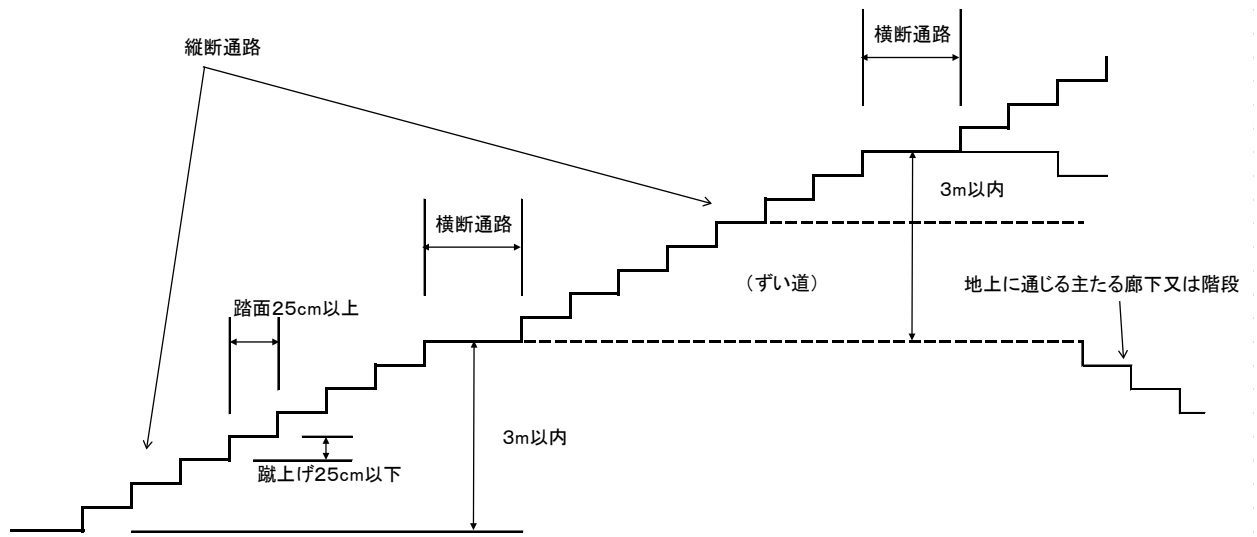 横断通路
縦断通路
3m以内
横断通路
(ずい道)
地上に通じる主たる廊下又は階段
踏面25cm以上
3m以内
蹴上げ25cm以下